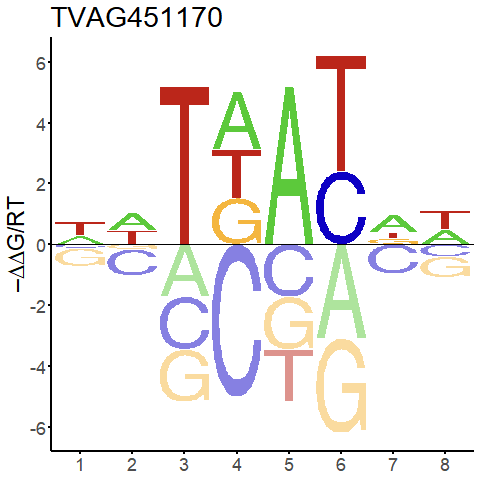 TVAG451170
−ΔΔG/RT
6
4
2
0
-2
-4
-6
T A T A A T A T
A T T C T A
G G
G G A C C A G C
C C C G G C G
G T G
1 2 3 4 5 6 7 8